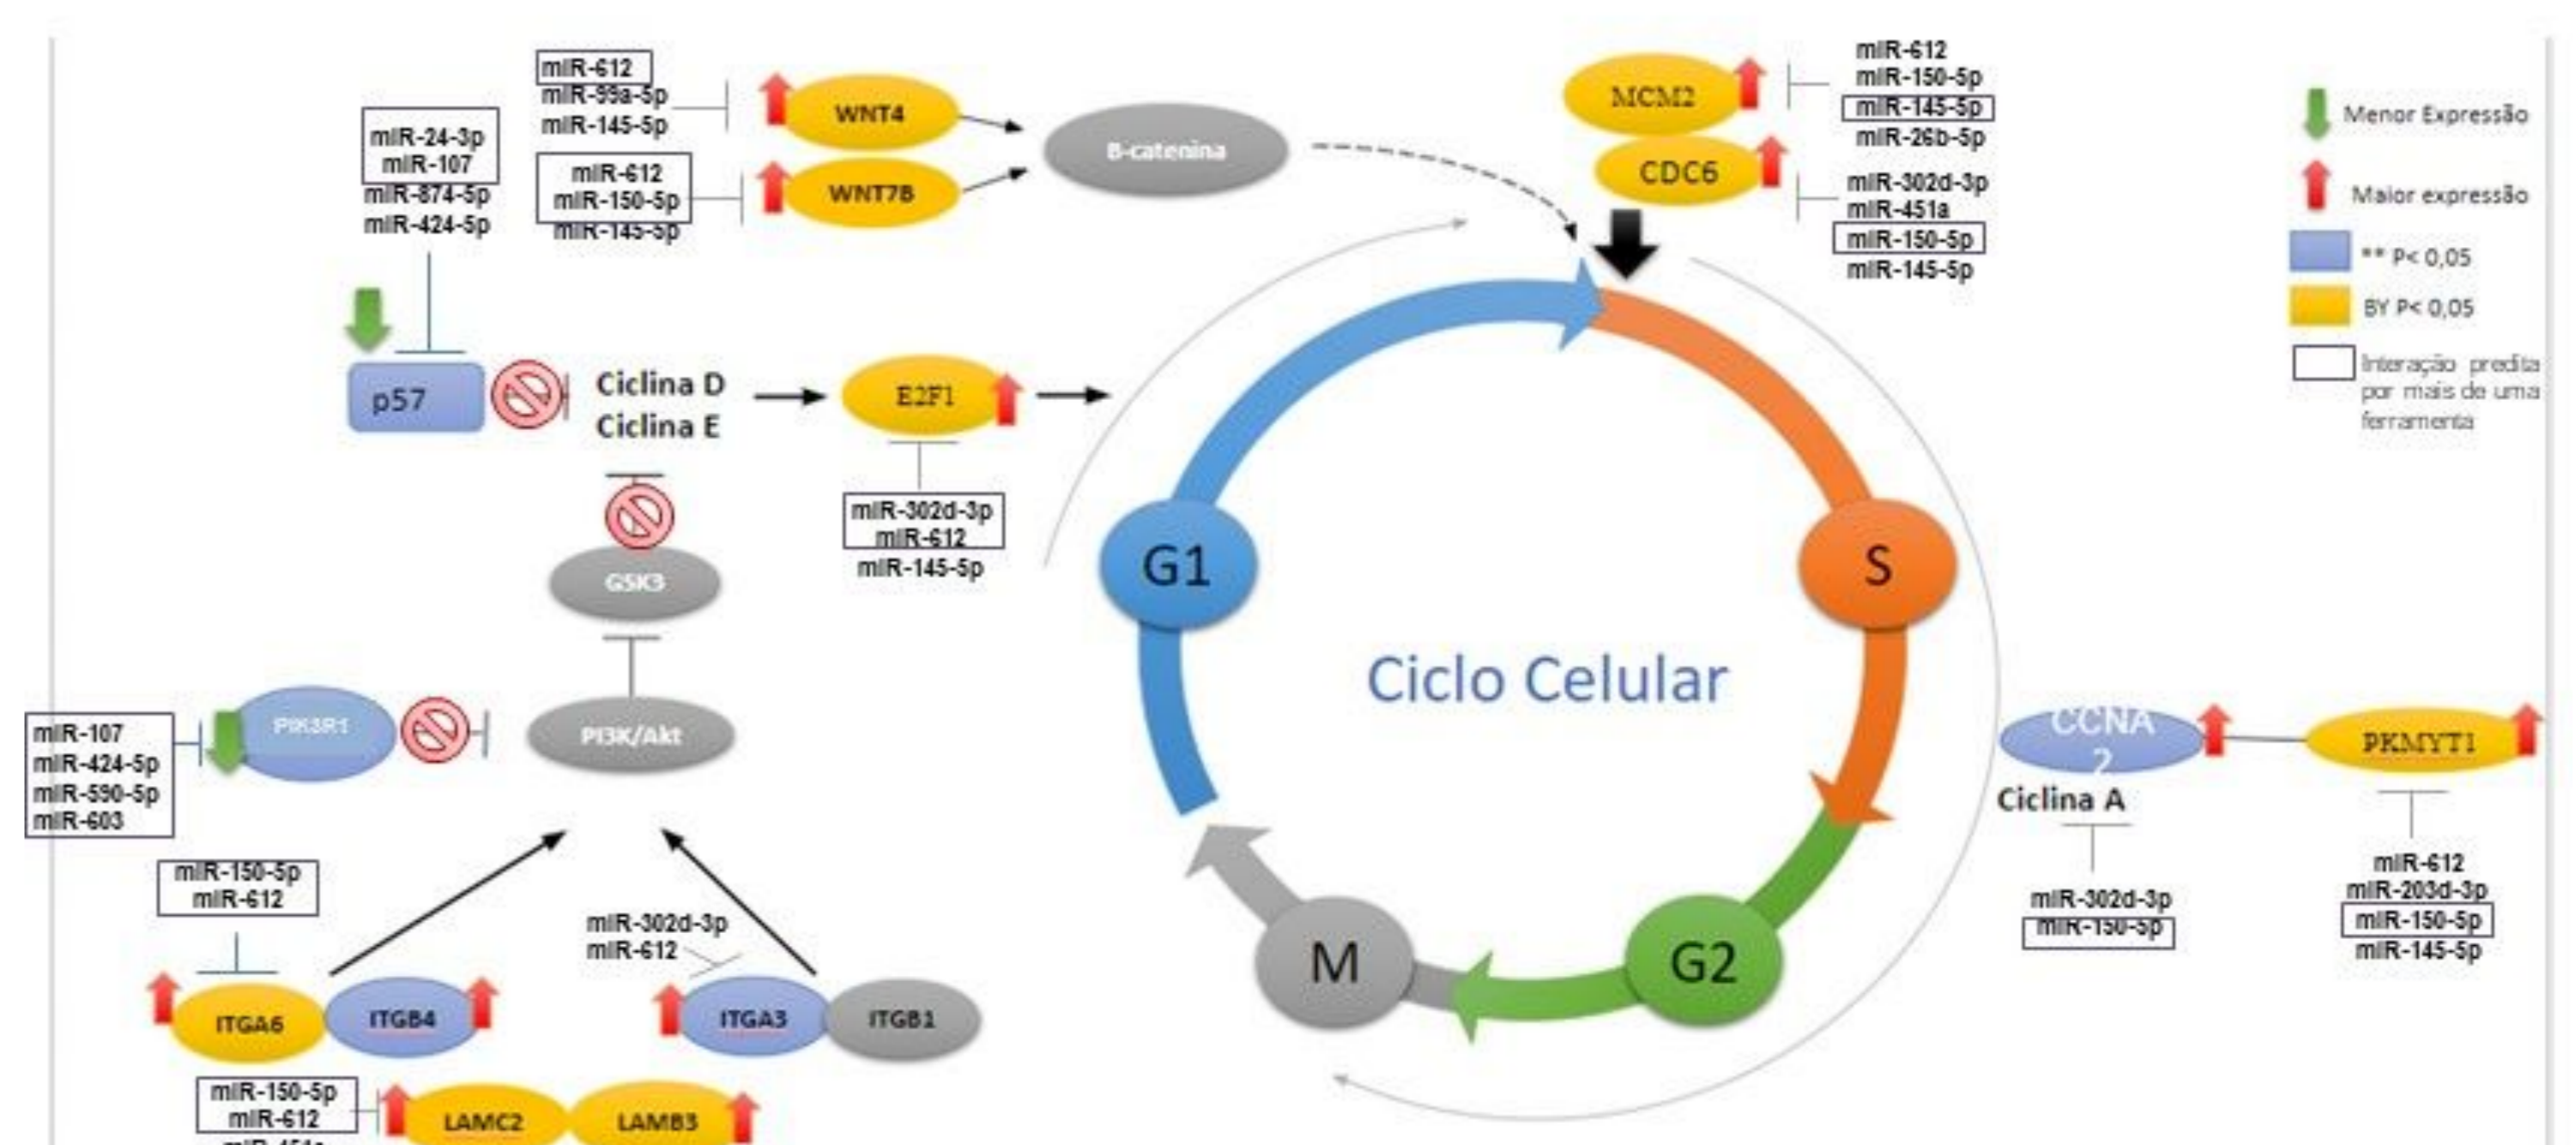 miR-612
miR-99a-5p
miR-145-5p
WNT4
miR-612
miR-150-5p
miR-145-5p
WNT7B
B-catenina
miR-24-3p
miR-107
miR-874-5p
miR-424-5p
MCM2
miR-612
miR-150-5p
miR-145-5p
miR-26b-5p
CDC6
miR-302d-3p
miR-451a
miR-150-5p
miR-145-5p
Menor Expressão
Maior expressão
** P< 0,05
BY P< 0,05
Interação predita
por mais de uma
ferramenta
p57
Ciclina D
Ciclina E
E2F1
miR-302d-3p
miR-612
miR-145-5p
GSK3
G1
S
Ciclo Celular
M
G2
miR-107
miR-424-5p
miR-590-5p
miR-603
PIK3R1
PI3K/Akt
CCNA
2
Ciclina A
PKMYT1
miR-302d-3p
miR-150-5p
miR-612
miR-203d-3p
miR-150-5p
miR-145-5p
miR-150-5p
miR-612
miR-302d-3p
miR-612
ITGA6
ITGB4
ITGA3
ITGB1
miR-150-5p
miR-612
LAMC2
LAMB3